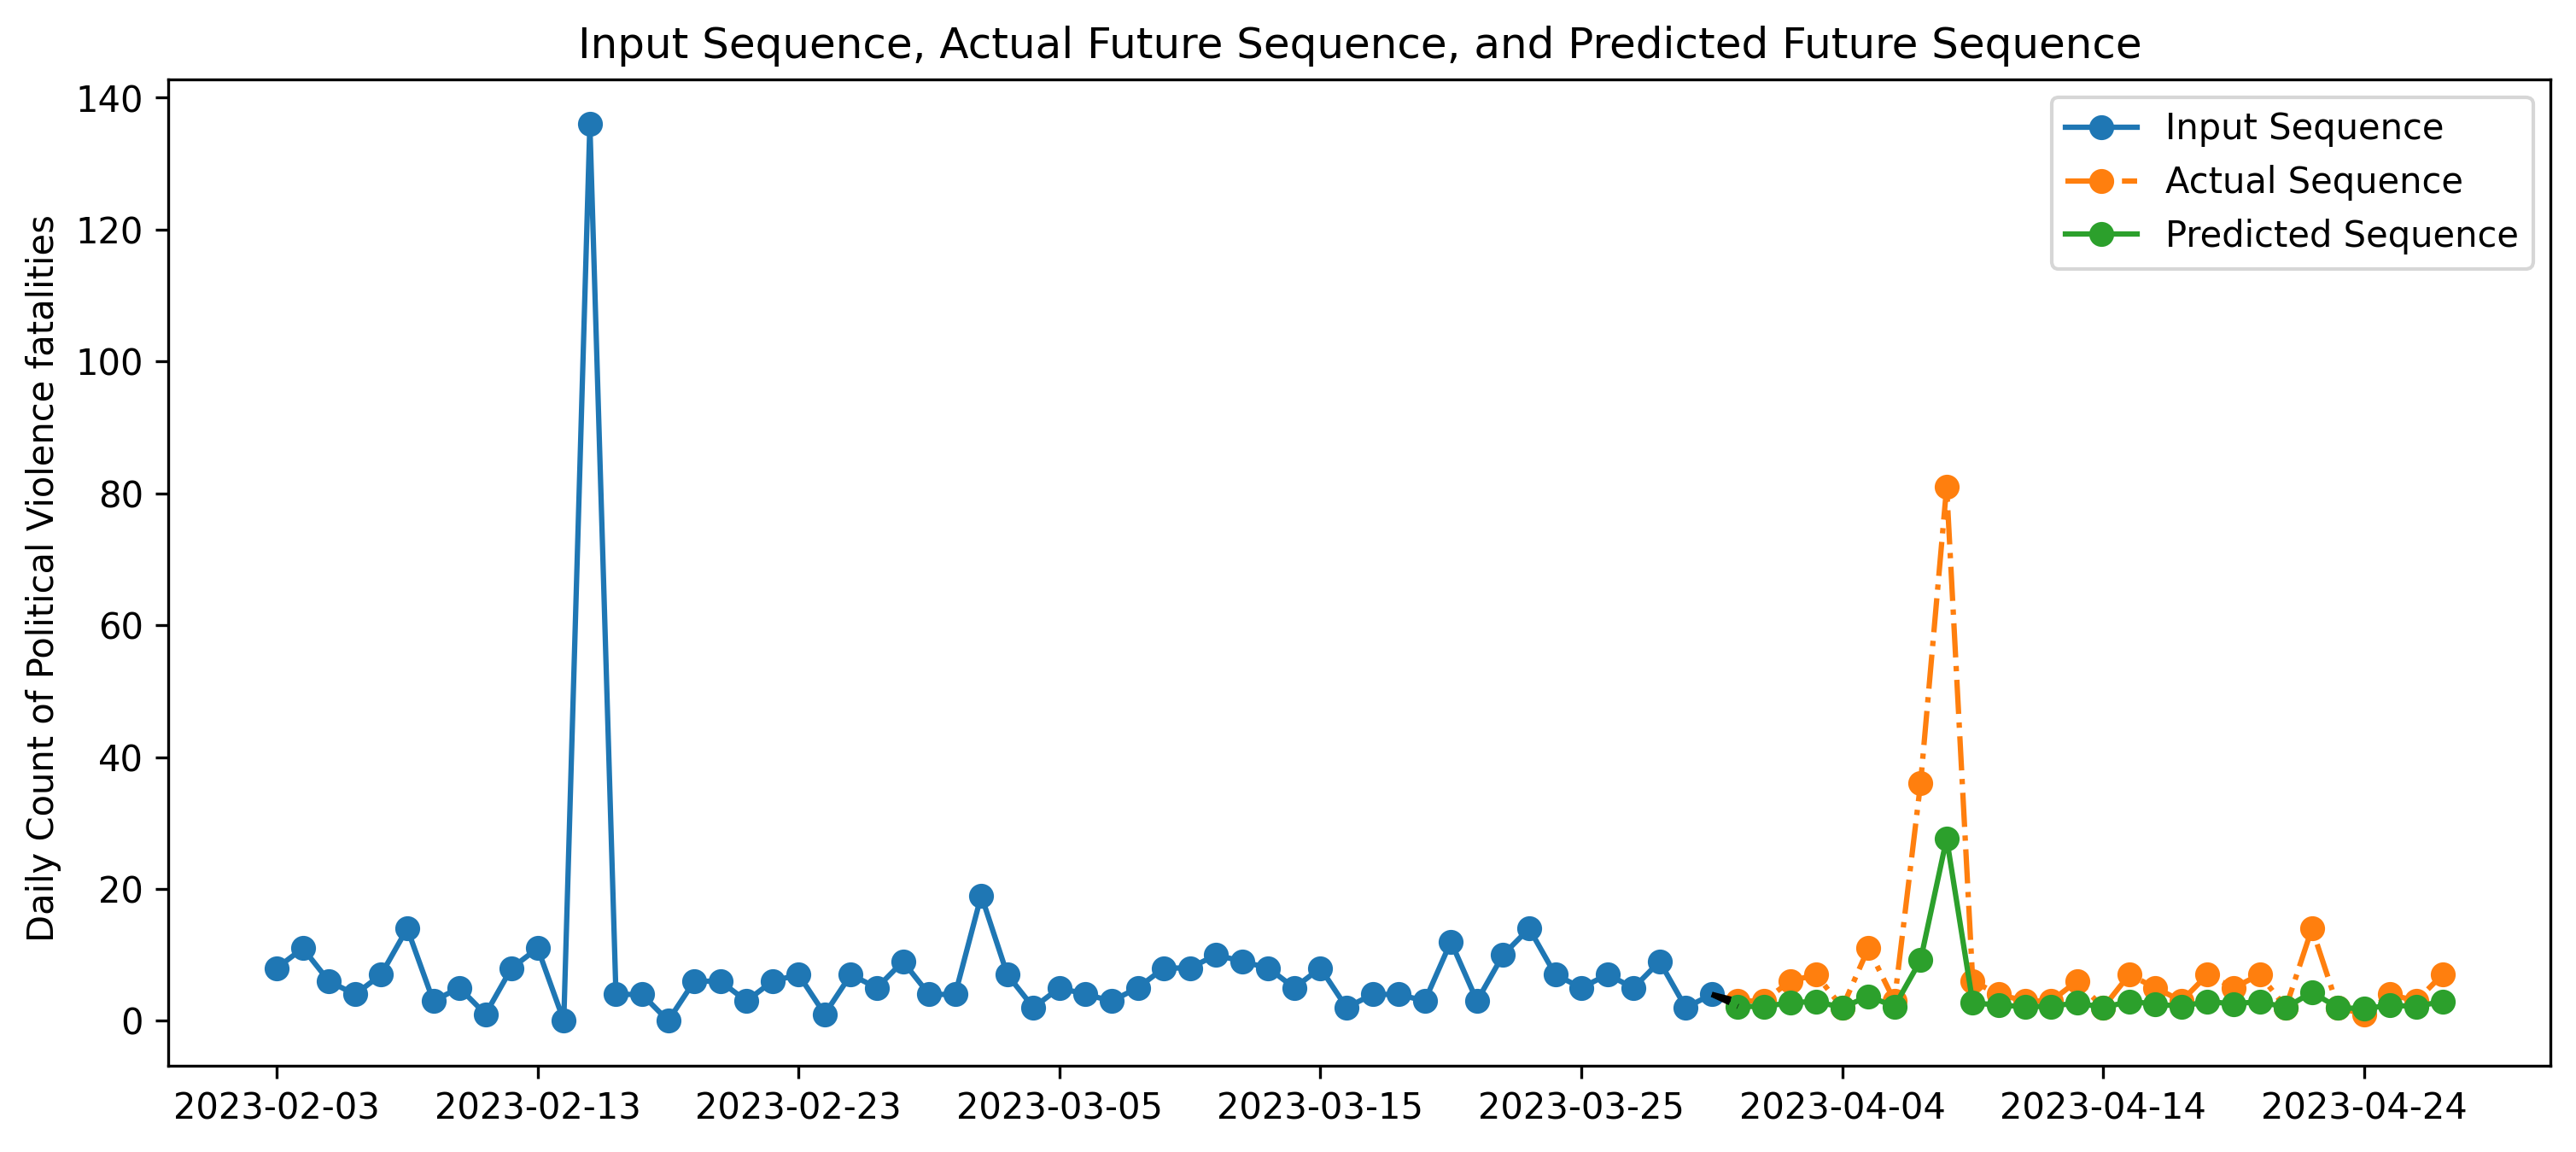 Input Sequence, Actual Future Sequence, and Predicted Future Sequence
Daily Count of Political Violence fatalities
140
120
100
80
60
40
20
0
Input Sequence
Actual Sequence
Predicted Sequence
2023-02-03 2023-02-13 2023-02-23 2023-03-05 2023-03-15 2023-03-25 2023-04-04 2023-04-14 2023-04-24